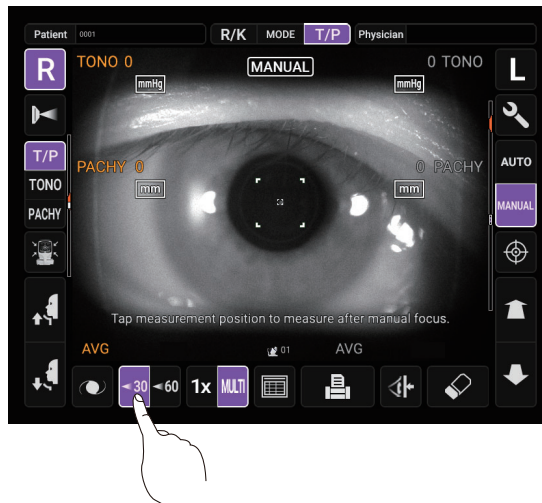 Patient 0001 R/K MODE T/P Physician
R TONO 0 MANUAL 0 TONO L
mmHg mmHg
T/P AUTO
PACHY 0 0 PACHY
TONO mm mm
PACHY MANUAL
Tap measurement position to measure after manual focus.
AVG 01 AVG
30 60 1x MULTI